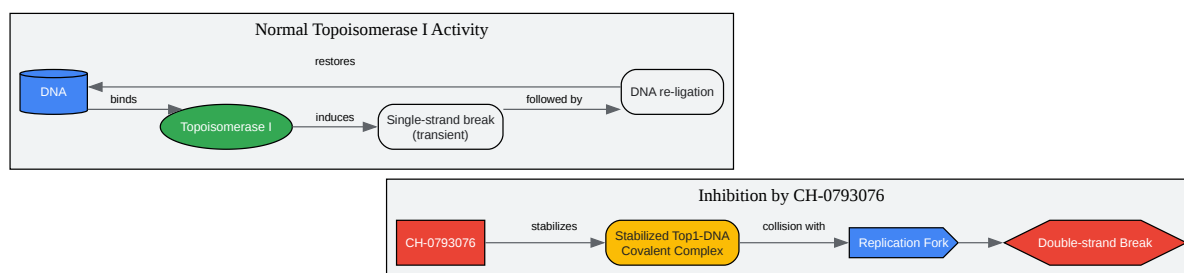 Normal Topoisomerase I Activity
restores
DNA
binds
Topoisomerase I
induces
Single-strand break
(transient)
followed by
DNA re-ligation
Inhibition by CH-0793076
CH-0793076
stabilizes
Stabilized Top1-DNA
Covalent Complex
collision with
Replication Fork
Double-strand Break